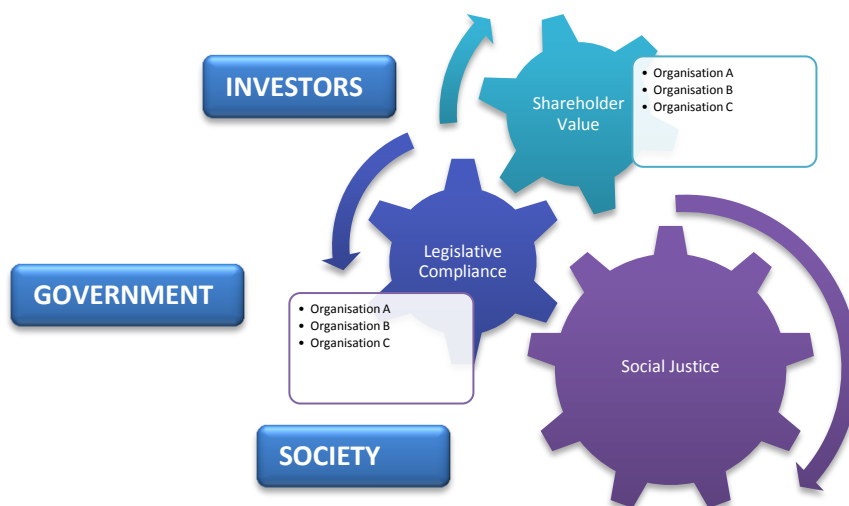 INVESTORS
Shareholder
Value
• Organisation A
• Organisation B
• Organisation C
Legislative
Compliance
GOVERNMENT
• Organisation A
• Organisation B
• Organisation C
Social Justice
SOCIETY